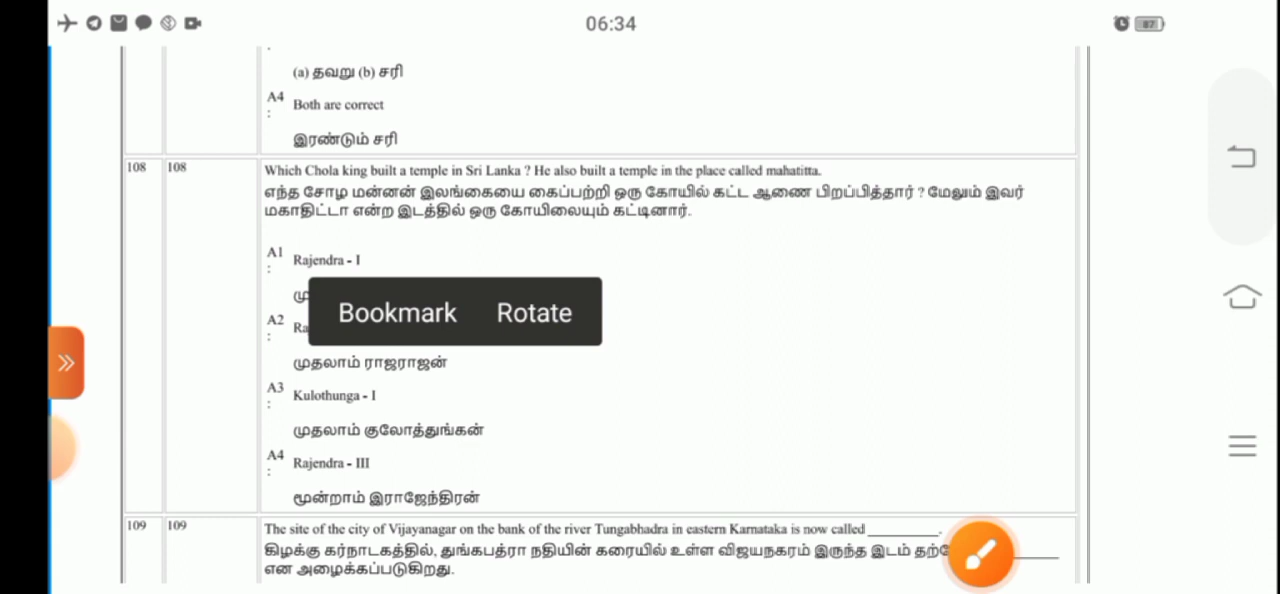 06:34
87
(a) தவறு (b) சரி
A4
: Both are correct
இரண்டும் சரி
108 108 Which Chola king built a temple in Sri Lanka ? He also built a temple in the place called mahatitta.
எந்த சோழ மன்னன் இலங்கையை கைப்பற்றி ஒரு கோயில் கட்ட ஆணை பிறப்பித்தார் ? மேலும் இவர்
மகாதிட்டா என்ற இடத்தில் ஒரு கோயிலையும் கட்டினார்.
A1
: Rajendra - I
Bookmark Rotate
A2
:
முதலாம் ராஜராஜன்
A3
: Kulothunga - I
முதலாம் குலோத்துங்கன்
A4
: Rajendra - III
மூன்றாம் இராஜேந்திரன்
109 109 The site of the city of Vijayanagar on the bank of the river Tungabhadra in eastern Karnataka is now called __________.
கிழக்கு கர்நாடகத்தில், துங்கபத்ரா நதியின் கரையில் உள்ள விஜயநகரம் இருந்த இடம்
என அழைக்கப்படுகிறது.